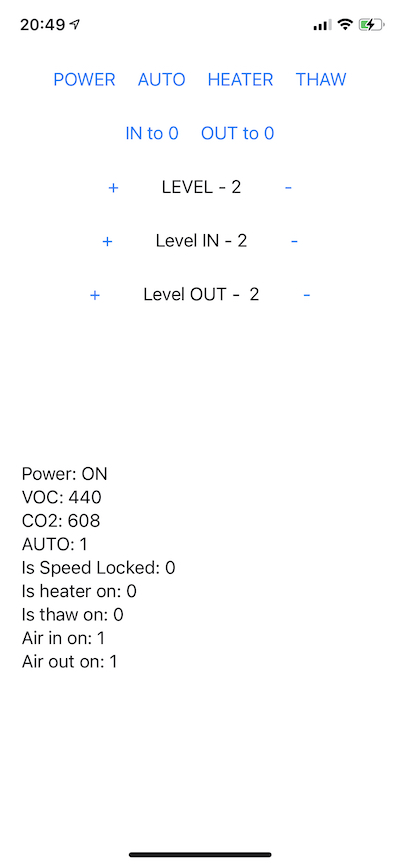 20:49
POWER AUTO HEATER THAW
IN to 0 OUT to 0
+ LEVEL - 2 -
+ Level IN - 2 -
+ Level OUT -  2 -
Power: ON
VOC: 440
CO2: 608
AUTO: 1
Is Speed Locked: 0
Is heater on: 0
Is thaw on: 0
Air in on: 1
Air out on: 1